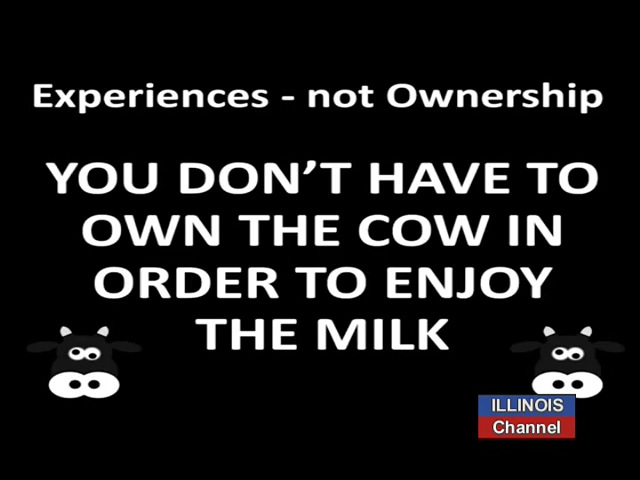 Experiences - not Ownership
YOU DON’T HAVE TO
OWN THE COW IN
ORDER TO ENJOY
THE MILK
ILLINOIS
Channel